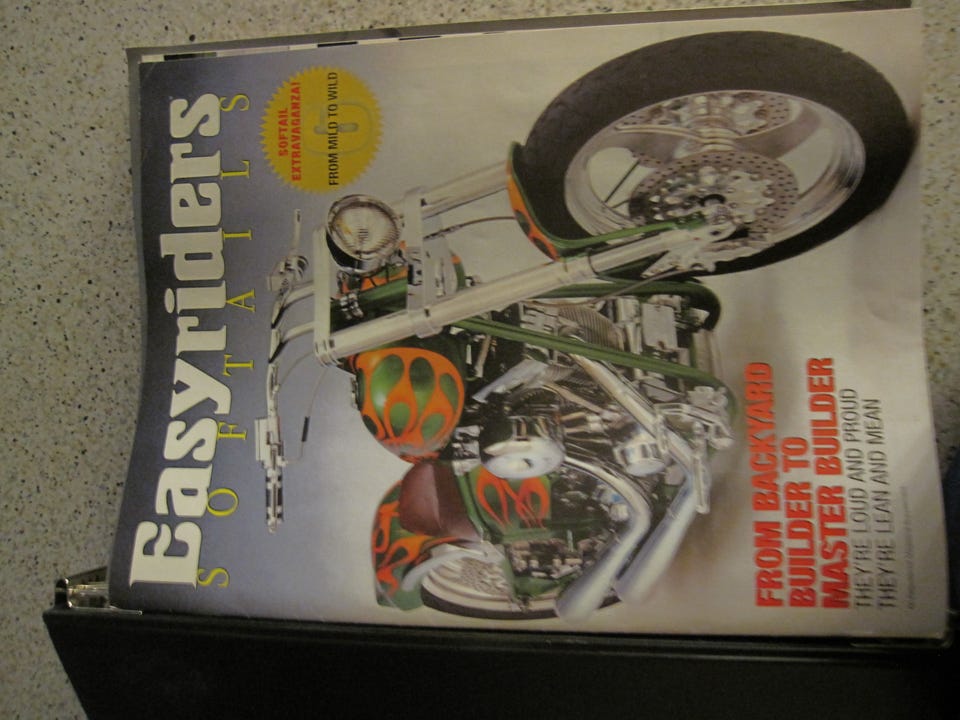 Easyriders
SOFTAILS
SOFTAIL
EXTRAVAGANZA!
6
FROM MILD TO WILD
FROM BACKYARD
BUILDER TO
MASTER BUILDER
THEY'RE LOUD AND PROUD
THEY'RE LEAN AND MEAN